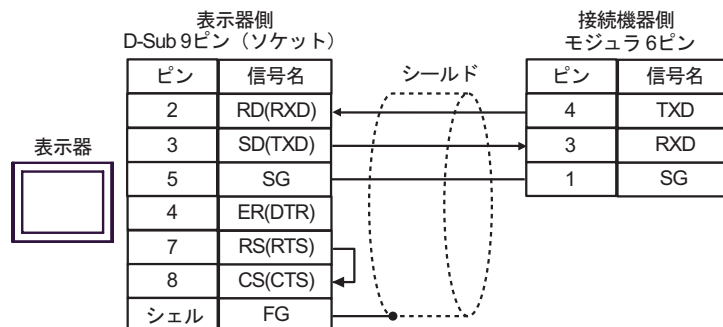 表示器側
D-Sub 9ピン（ソケット）
接続機器側
モジュラ 6ピン
ピン 信号名 シールド ピン 信号名
2 RD(RXD) 4 TXD
表示器 3 SD(TXD) 3 RXD
5 SG 1 SG
4 ER(DTR)
7 RS(RTS)
8 CS(CTS)
シェル FG